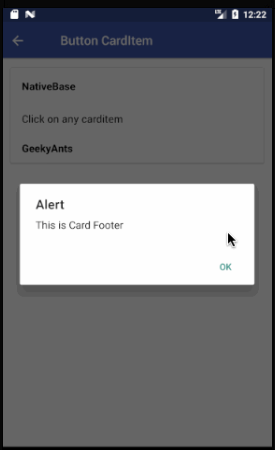 12:22
Button CardItem
NativeBase
Click on any carditem
GeekyAnts
Alert
This is Card Footer
OK